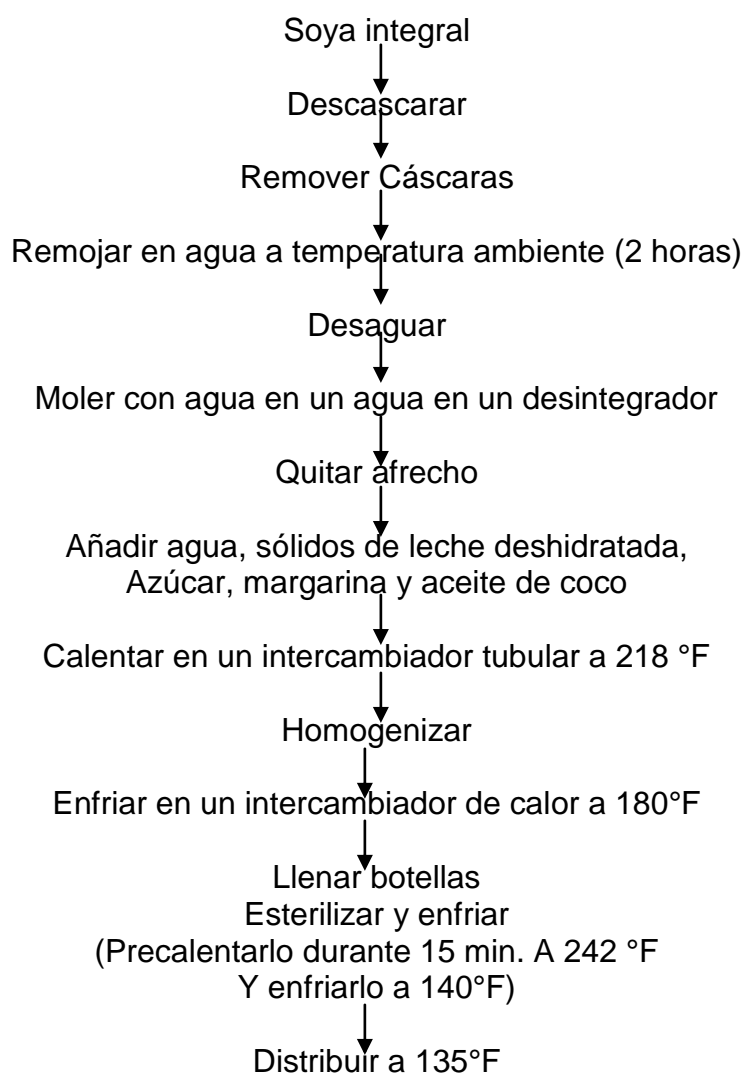 Soya integral
Descascarar
Remover Cáscaras
Remojar en agua a temperatura ambiente (2 horas)
Desaguar
Moler con agua en un agua en un desintegrador
Quitar afrecho
Añadir agua, sólidos de leche deshidratada,
Azúcar, margarina y aceite de coco
Calentar en un intercambiador tubular a 218 °F
Homogenizar
Enfriar en un intercambiador de calor a 180°F
Llenar botellas
Esterilizar y enfriar
(Precalentarlo durante 15 min. A 242 °F
Y enfriarlo a 140°F)
Distribuir a 135°F